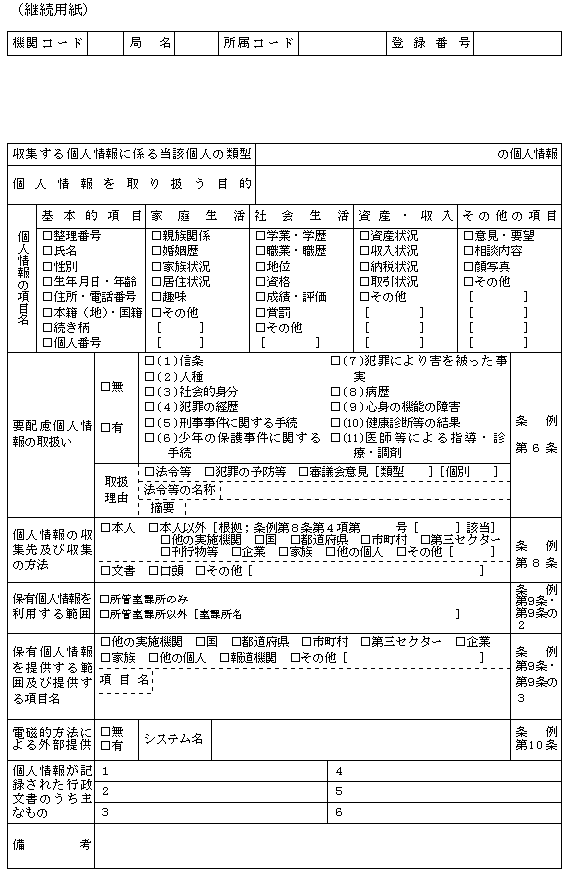 （継続用紙）
機関コード 局名 所属コード 登録番号
収集する個人情報に係る当該個人の類型 の個人情報
個人情報を取り扱う目的
個人情報の項目名
基本的項目 家庭生活 社会生活 資産・収入 その他の項目
□整理番号 □親族関係 □学業・学歴 □資産状況 □意見・要望
□氏名 □婚姻歴 □職業・職歴 □収入状況 □相談内容
□性別 □家族状況 □地位 □納税状況 □顔写真
□生年月日・年齢 □居住状況 □資格 □取引状況 □その他
□住所・電話番号 □趣味 □成績・評価 □その他 [ ]
□本籍（地）・国籍 □その他 □賞罰 [ ] [ ]
□続き柄 [ ] □その他 [ ] [ ]
□個人番号 [ ] [ ] [ ]
要配慮個人情報の取扱い
□無
□有
□(1)信条
□(2)人種
□(3)社会的身分
□(4)犯罪の経歴
□(5)刑事事件に関する手続
□(6)少年の保護事件に関する
手続
□(7)犯罪により害を被った事
実
□(8)病歴
□(9)心身の機能の障害
□(10)健康診断等の結果
□(11)医師等による指導・診
療・調剤
条例
第６条
取扱
理由
□法令等 □犯罪の予防等 □審議会意見［類型 ］［個別 ］
法令等の名称
摘要
個人情報の収
集先及び収集
の方法
□本人 □本人以外［根拠；条例第８条第４項第 号［ ］該当］
□他の実施機関 □国 □都道府県 □市町村 □第三セクター
□刊行物等 □企業 □家族 □他の個人 □その他［ ］
□文書 □口頭 □その他［ ］
条例
第８条
保有個人情報を
利用する範囲
□所管室課所のみ
□所管室課所以外［室課所名 ］
条例
第9条・
第9条の
2
保有個人情報
を提供する範
囲及び提供す
る項目名
□他の実施機関 □国 □都道府県 □市町村 □第三セクター □企業
□家族 □他の個人 □報道機関 □その他［ ］
項目名
条例
第9条・
第9条の
3
電磁的方法に
よる外部提供
□無
□有
システム名
条例
第10条
個人情報が記
録された行政
文書のうち主
なもの
1 4
2 5
3 6
備考